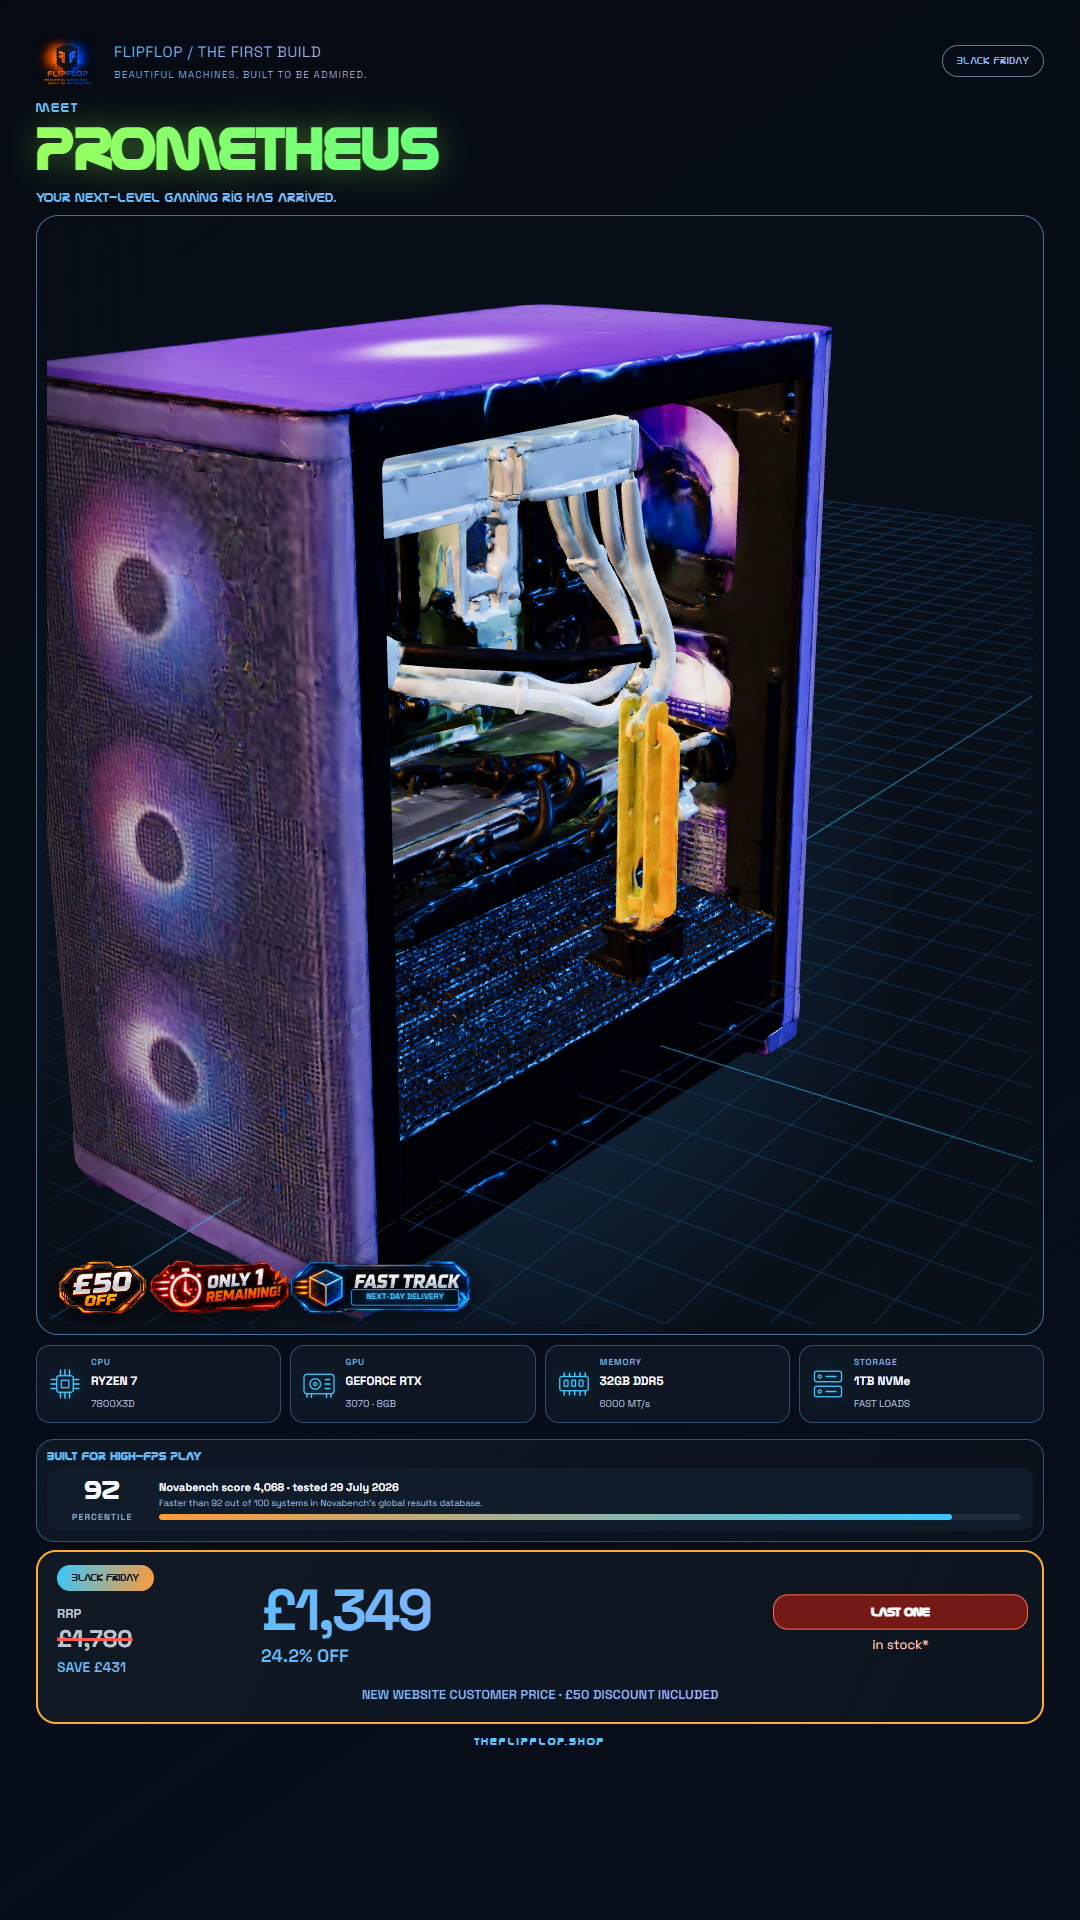 FLIPFLOP
FLIPFLOP / THE FIRST BUILD
BEAUTIFUL MACHINES. BUILT TO BE ADMIRED.
BLACK FRIDAY
MEET
PROMETHEUS
YOUR NEXT-LEVEL GAMING RIG HAS ARRIVED.
£50
OFF
ONLY 1
REMAINING!
FAST TRACK
NEXT-DAY DELIVERY
CPU
RYZEN 7
7800X3D
GPU
GEFORCE RTX
3070 · 8GB
MEMORY
32GB DDR5
6000 MT/s
STORAGE
1TB NVMe
FAST LOADS
BUILT FOR HIGH-FPS PLAY
92
PERCENTILE
Novabench score 4,068 · tested 29 July 2026
Faster than 92 out of 100 systems in Novabench's global results database.
BLACK FRIDAY
RRP
£1,780
SAVE £431
£1,349
24.2% OFF
LAST ONE
in stock*
NEW WEBSITE CUSTOMER PRICE · £50 DISCOUNT INCLUDED
THEFLIPFLOP.SHOP